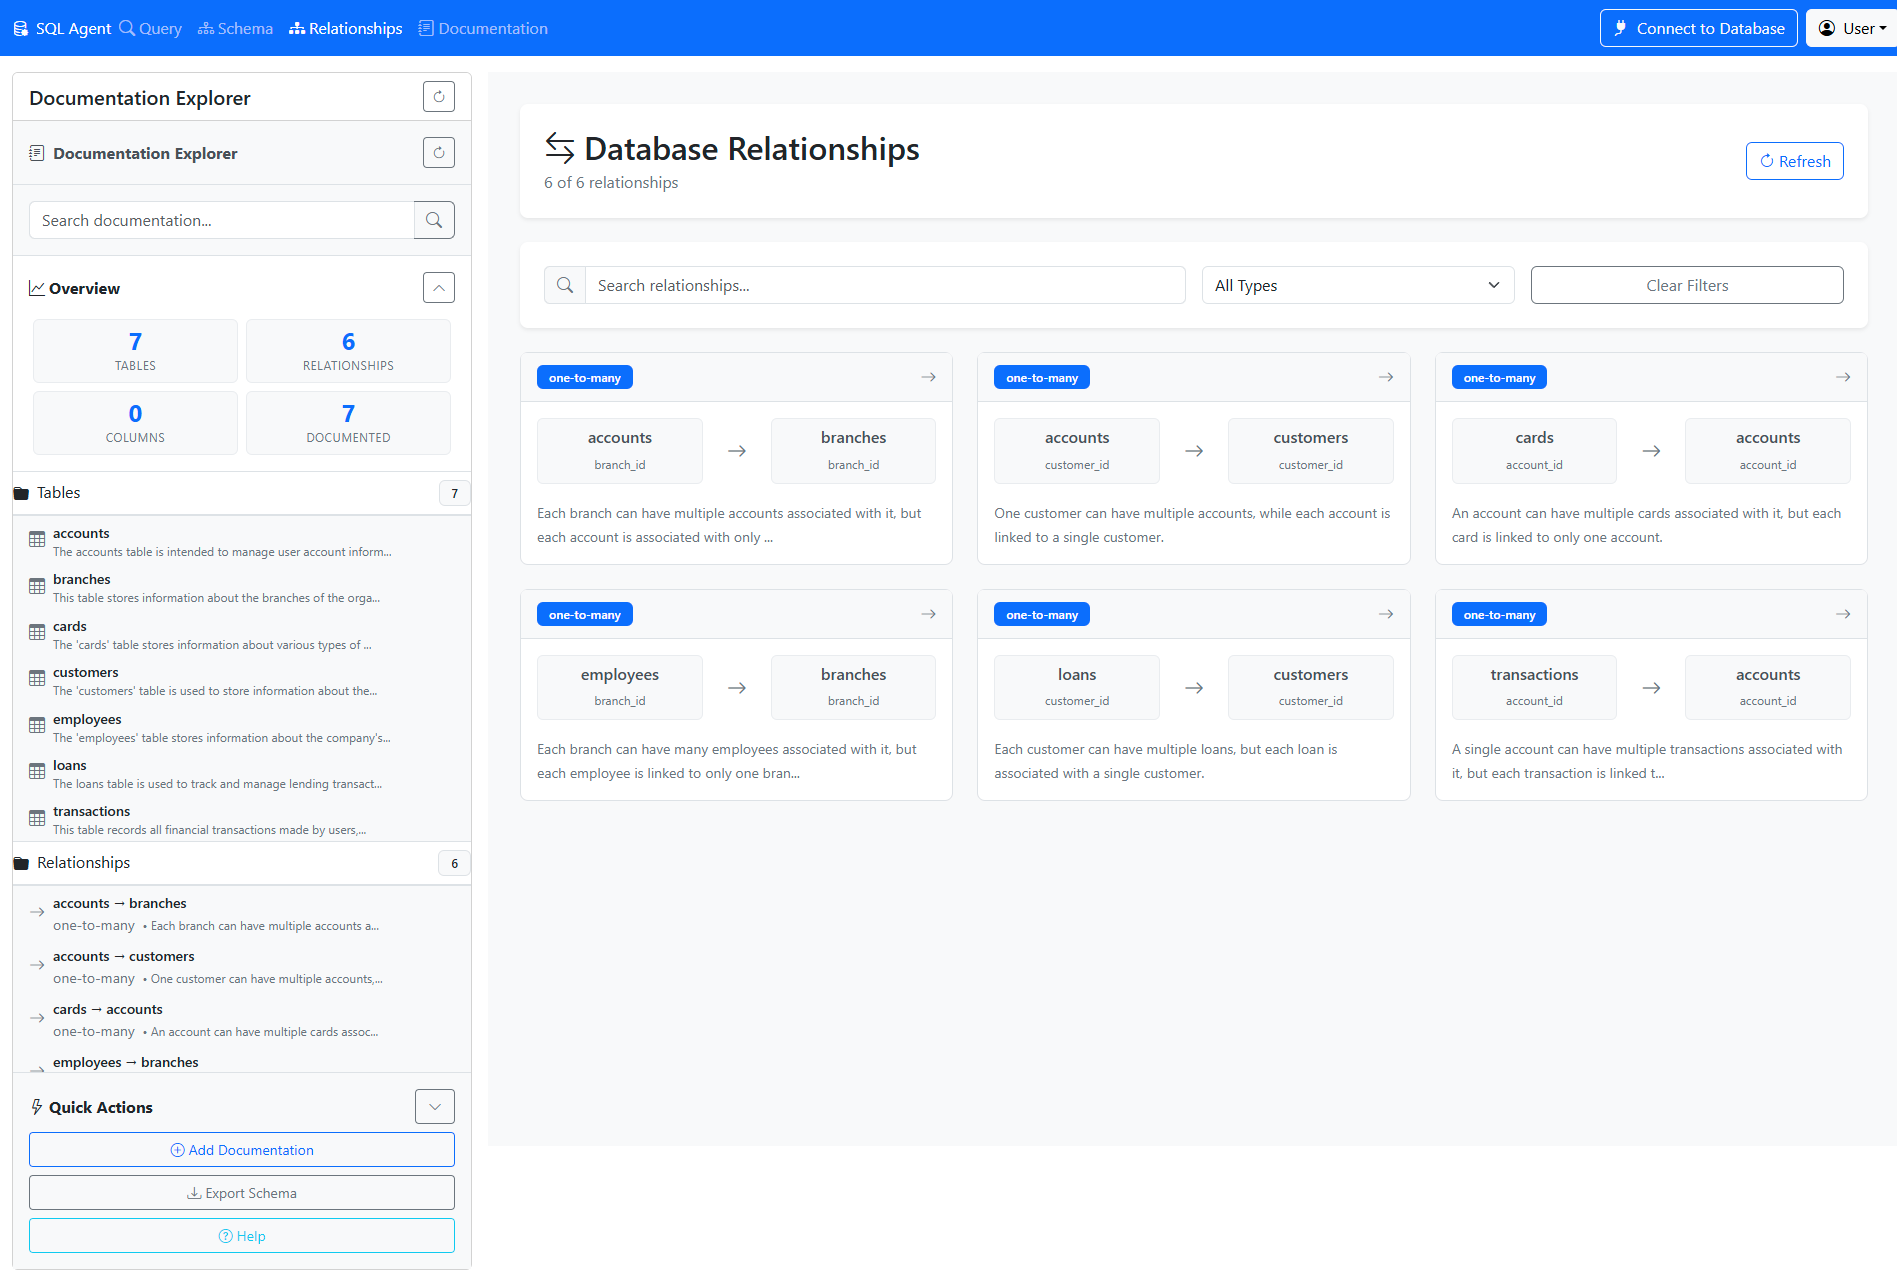 SQL Agent Query Schema Relationships Documentation Connect to Database User
Documentation Explorer
Documentation Explorer
Search documentation...
Overview
7
TABLES
6
RELATIONSHIPS
0
COLUMNS
7
DOCUMENTED
Tables 7
accounts
The accounts table is intended to manage user account inform...
branches
This table stores information about the branches of the orga...
cards
The 'cards' table stores information about various types of ...
customers
The 'customers' table is used to store information about the...
employees
The 'employees' table stores information about the company's...
loans
The loans table is used to track and manage lending transact...
transactions
This table records all financial transactions made by users,...
Relationships 6
accounts → branches
one-to-many • Each branch can have multiple accounts a...
accounts → customers
one-to-many • One customer can have multiple accounts,...
cards → accounts
one-to-many • An account can have multiple cards assoc...
employees → branches
Quick Actions
Add Documentation
Export Schema
Help
Database Relationships
6 of 6 relationships
Refresh
Search relationships...
All Types
Clear Filters
one-to-many
accounts → branches
branch_id branch_id
Each branch can have multiple accounts associated with it, but
each account is associated with only ...
one-to-many
accounts → customers
customer_id customer_id
One customer can have multiple accounts, while each account is
linked to a single customer.
one-to-many
cards → accounts
account_id account_id
An account can have multiple cards associated with it, but each
card is linked to only one account.
one-to-many
employees → branches
branch_id branch_id
Each branch can have many employees associated with it, but
each employee is linked to only one bran...
one-to-many
loans → customers
customer_id customer_id
Each customer can have multiple loans, but each loan is
associated with a single customer.
one-to-many
transactions → accounts
account_id account_id
A single account can have multiple transactions associated with
it, but each transaction is linked t...